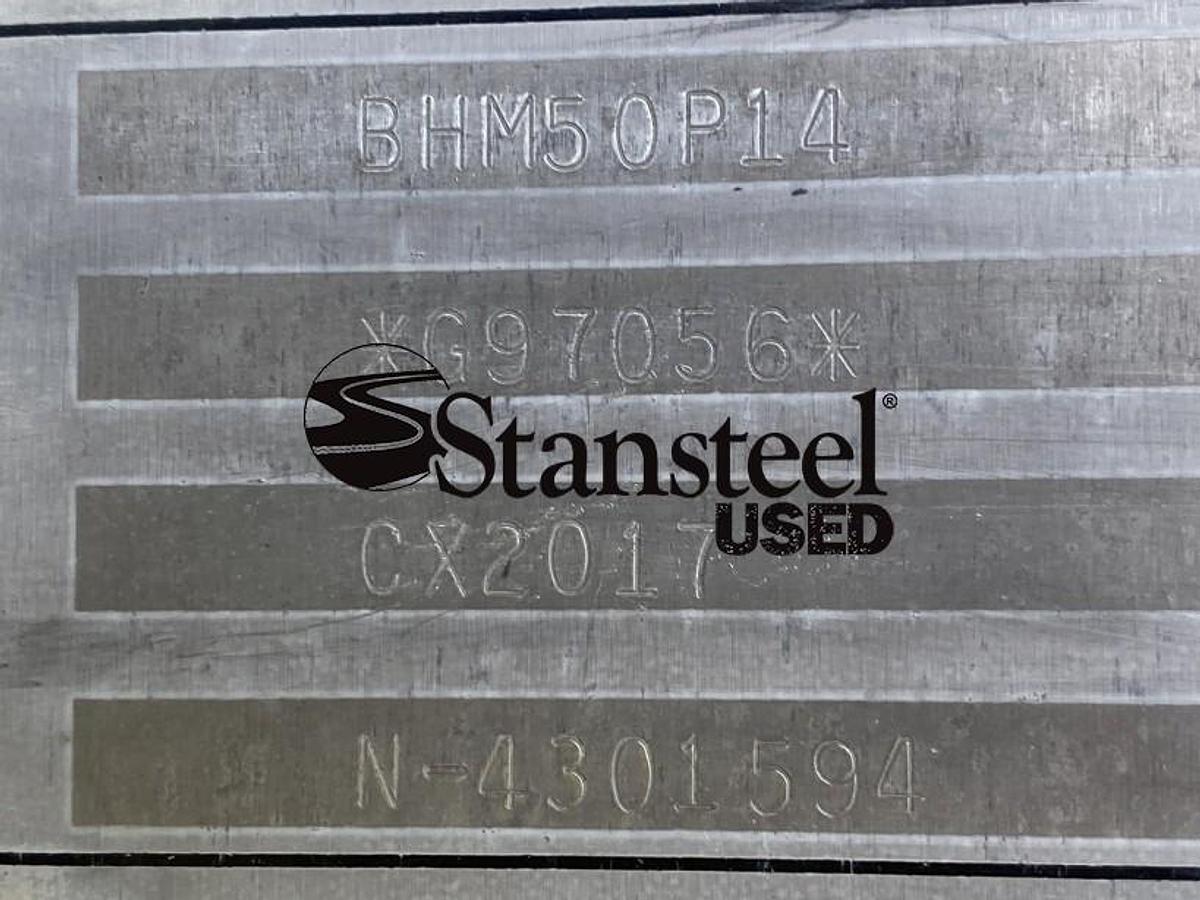 BHM50P14
*G97056*
Stansteel®
USED
CX2017
N-4301594